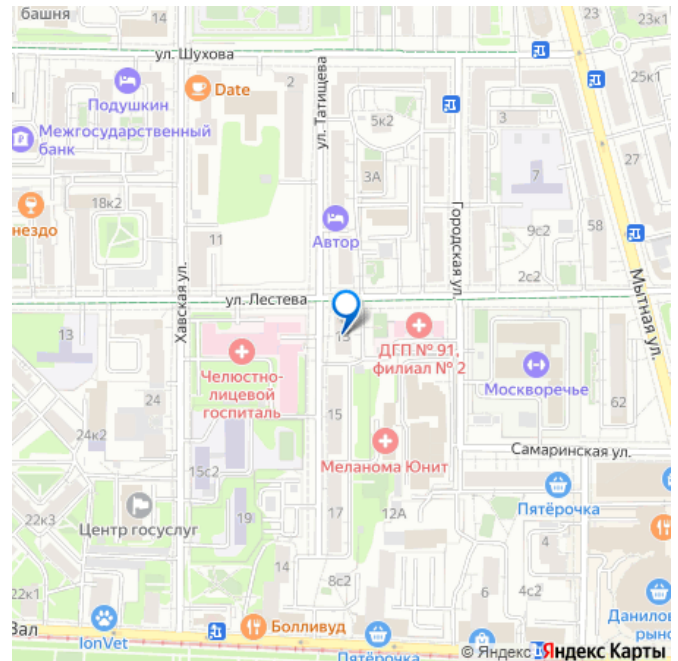 башня
14
23
23к1
ул. Шухова
25к1
Подушкин
Date
2
ул. Татищева
5к2
3
Межгосударственный
банк
27
3А
7
18к2
нездо
Автор
Городская ул.
58
11
9с2
2с2
Мытная ул.
ул. Лестева
Хавская ул.
13
13
ДГП № 91,
филиал № 2
Челюстно-
лицевой
госпиталь
Москворечье
24
62
15
24к2
Самаринская ул.
15с2
Меланома Юнит
Пятёрочка
22к3
Центр госуслуг
19
17
12А
4
14
8с2
22к1
6
4с2
Данилов
рыно
Вал
IonVet
Болливуд
Пятёрочка
© Яндекс
Яндекс Карты